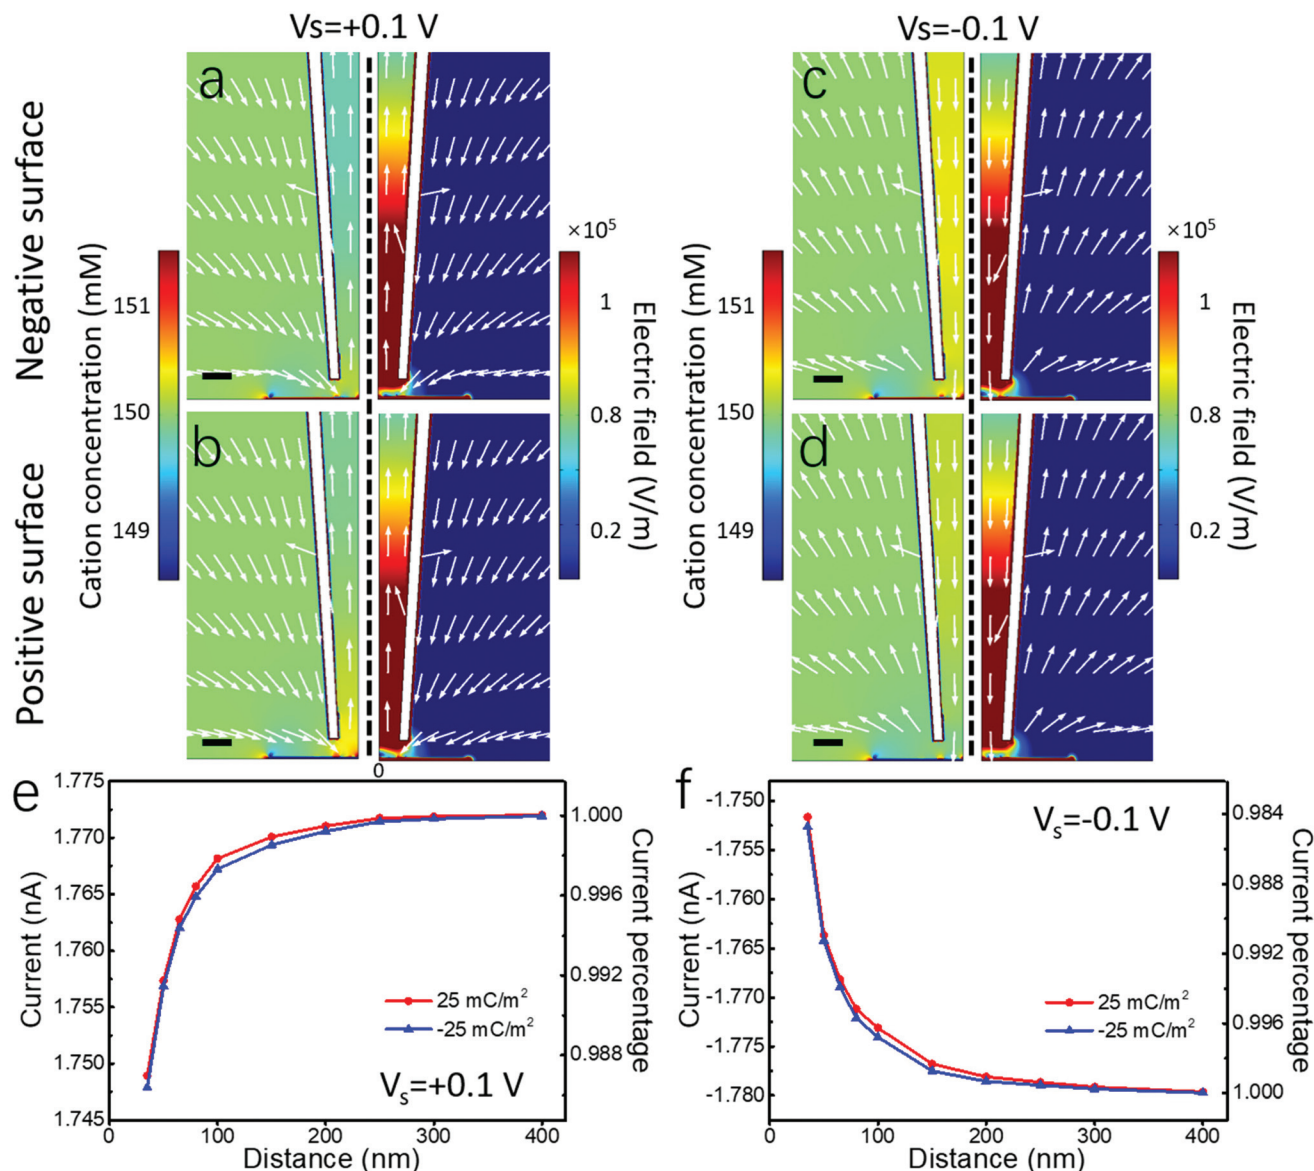 Vs=+0.1 V
Vs=-0.1 V
Negative surface
Positive surface
a
b
c
d
Cation concentration (mM)
151
150
149
×10⁵
1
0.8
0.2
Electric field (V/m)
Cation concentration (mM)
151
150
149
×10⁵
1
0.8
0.2
Electric field (V/m)
0
e
1.775
1.770
1.765
1.760
1.755
1.750
1.745
Current (nA)
1.000
0.996
0.992
0.988
Current percentage
25 mC/m²
-25 mC/m²
Vₛ=+0.1 V
0
100
200
300
400
Distance (nm)
f
-1.750
-1.755
-1.760
-1.765
-1.770
-1.775
-1.780
Current (nA)
0.984
0.988
0.992
0.996
1.000
Current percentage
Vₛ=-0.1 V
25 mC/m²
-25 mC/m²
0
100
200
300
400
Distance (nm)